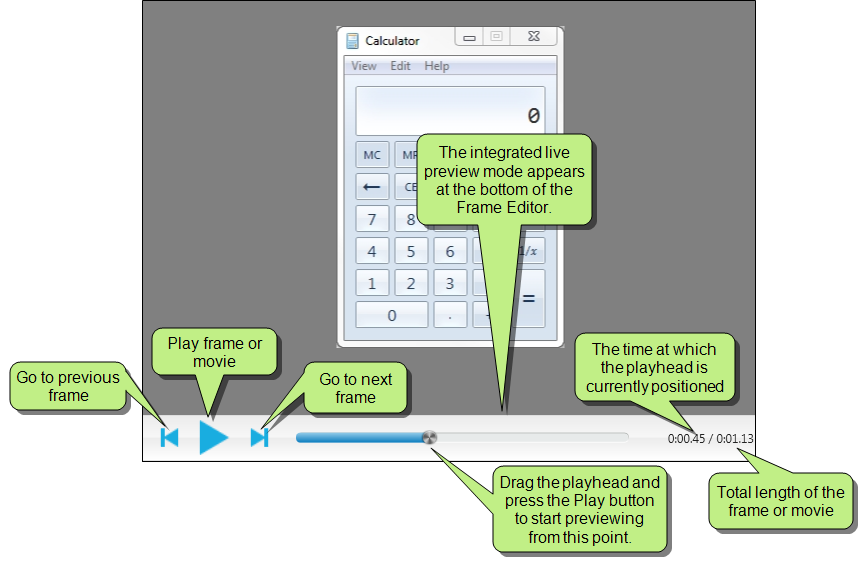 Calculator
View Edit Help
0
The integrated live
preview mode appears
at the bottom of the
Frame Editor.
MC
←
7 8
4 5 6 1/x
1 2 3 =
0 .
Play frame or
movie
Go to previous
frame
Go to next
frame
The time at which
the playhead is
currently positioned
0:00.45 / 0:01.13
Drag the playhead and
press the Play button
to start previewing
from this point.
Total length of the
frame or movie